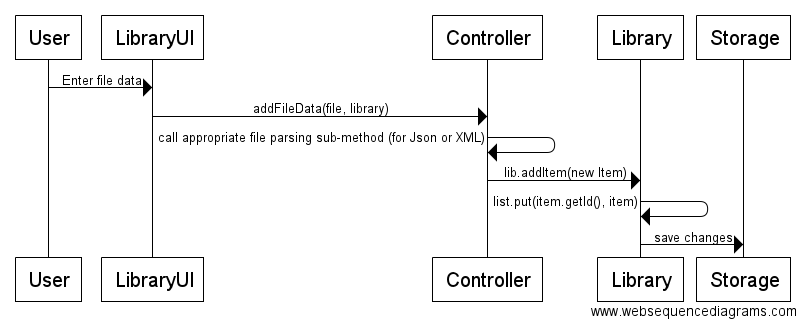 User LibraryUI Controller Library Storage
Enter file data
addFileData(file, library)
call appropriate file parsing sub-method (for Json or XML)
lib.addItem(new Item)
list.put(item.getId(), item)
save changes
User LibraryUI Controller Library Storage
www.websequencediagrams.com